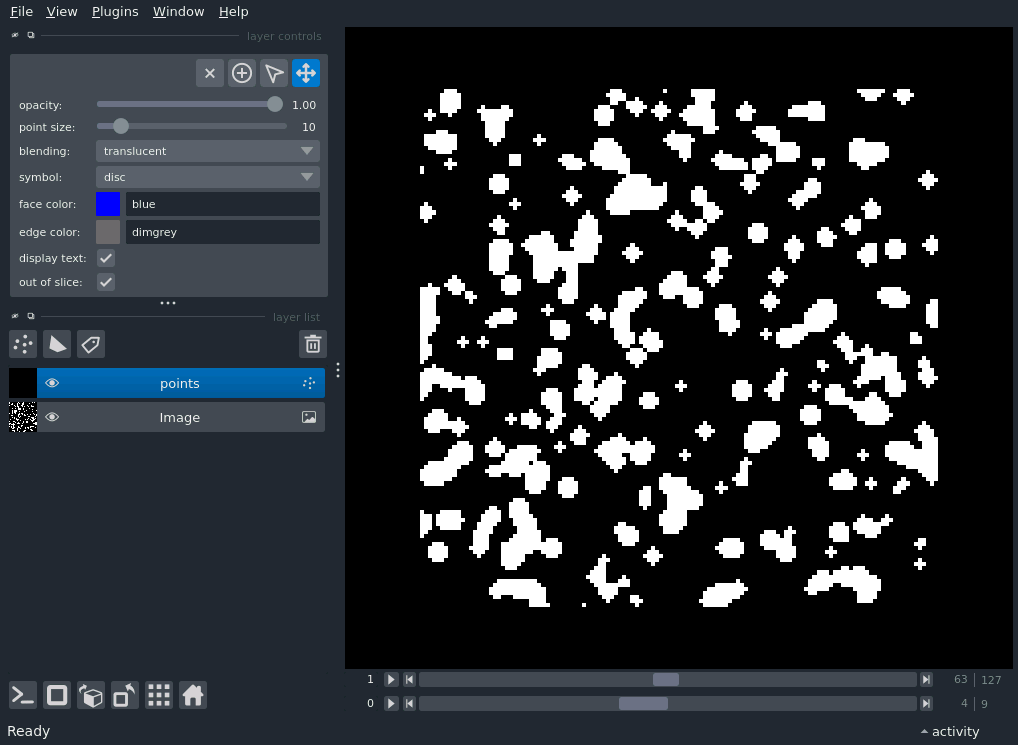 File View Plugins Window Help
layer controls
opacity: 1.00
point size: 10
blending: translucent
symbol: disc
face color: blue
edge color: dimgrey
display text:
out of slice:
layer list
points
Image
1 63 127
0 4 9
Ready activity